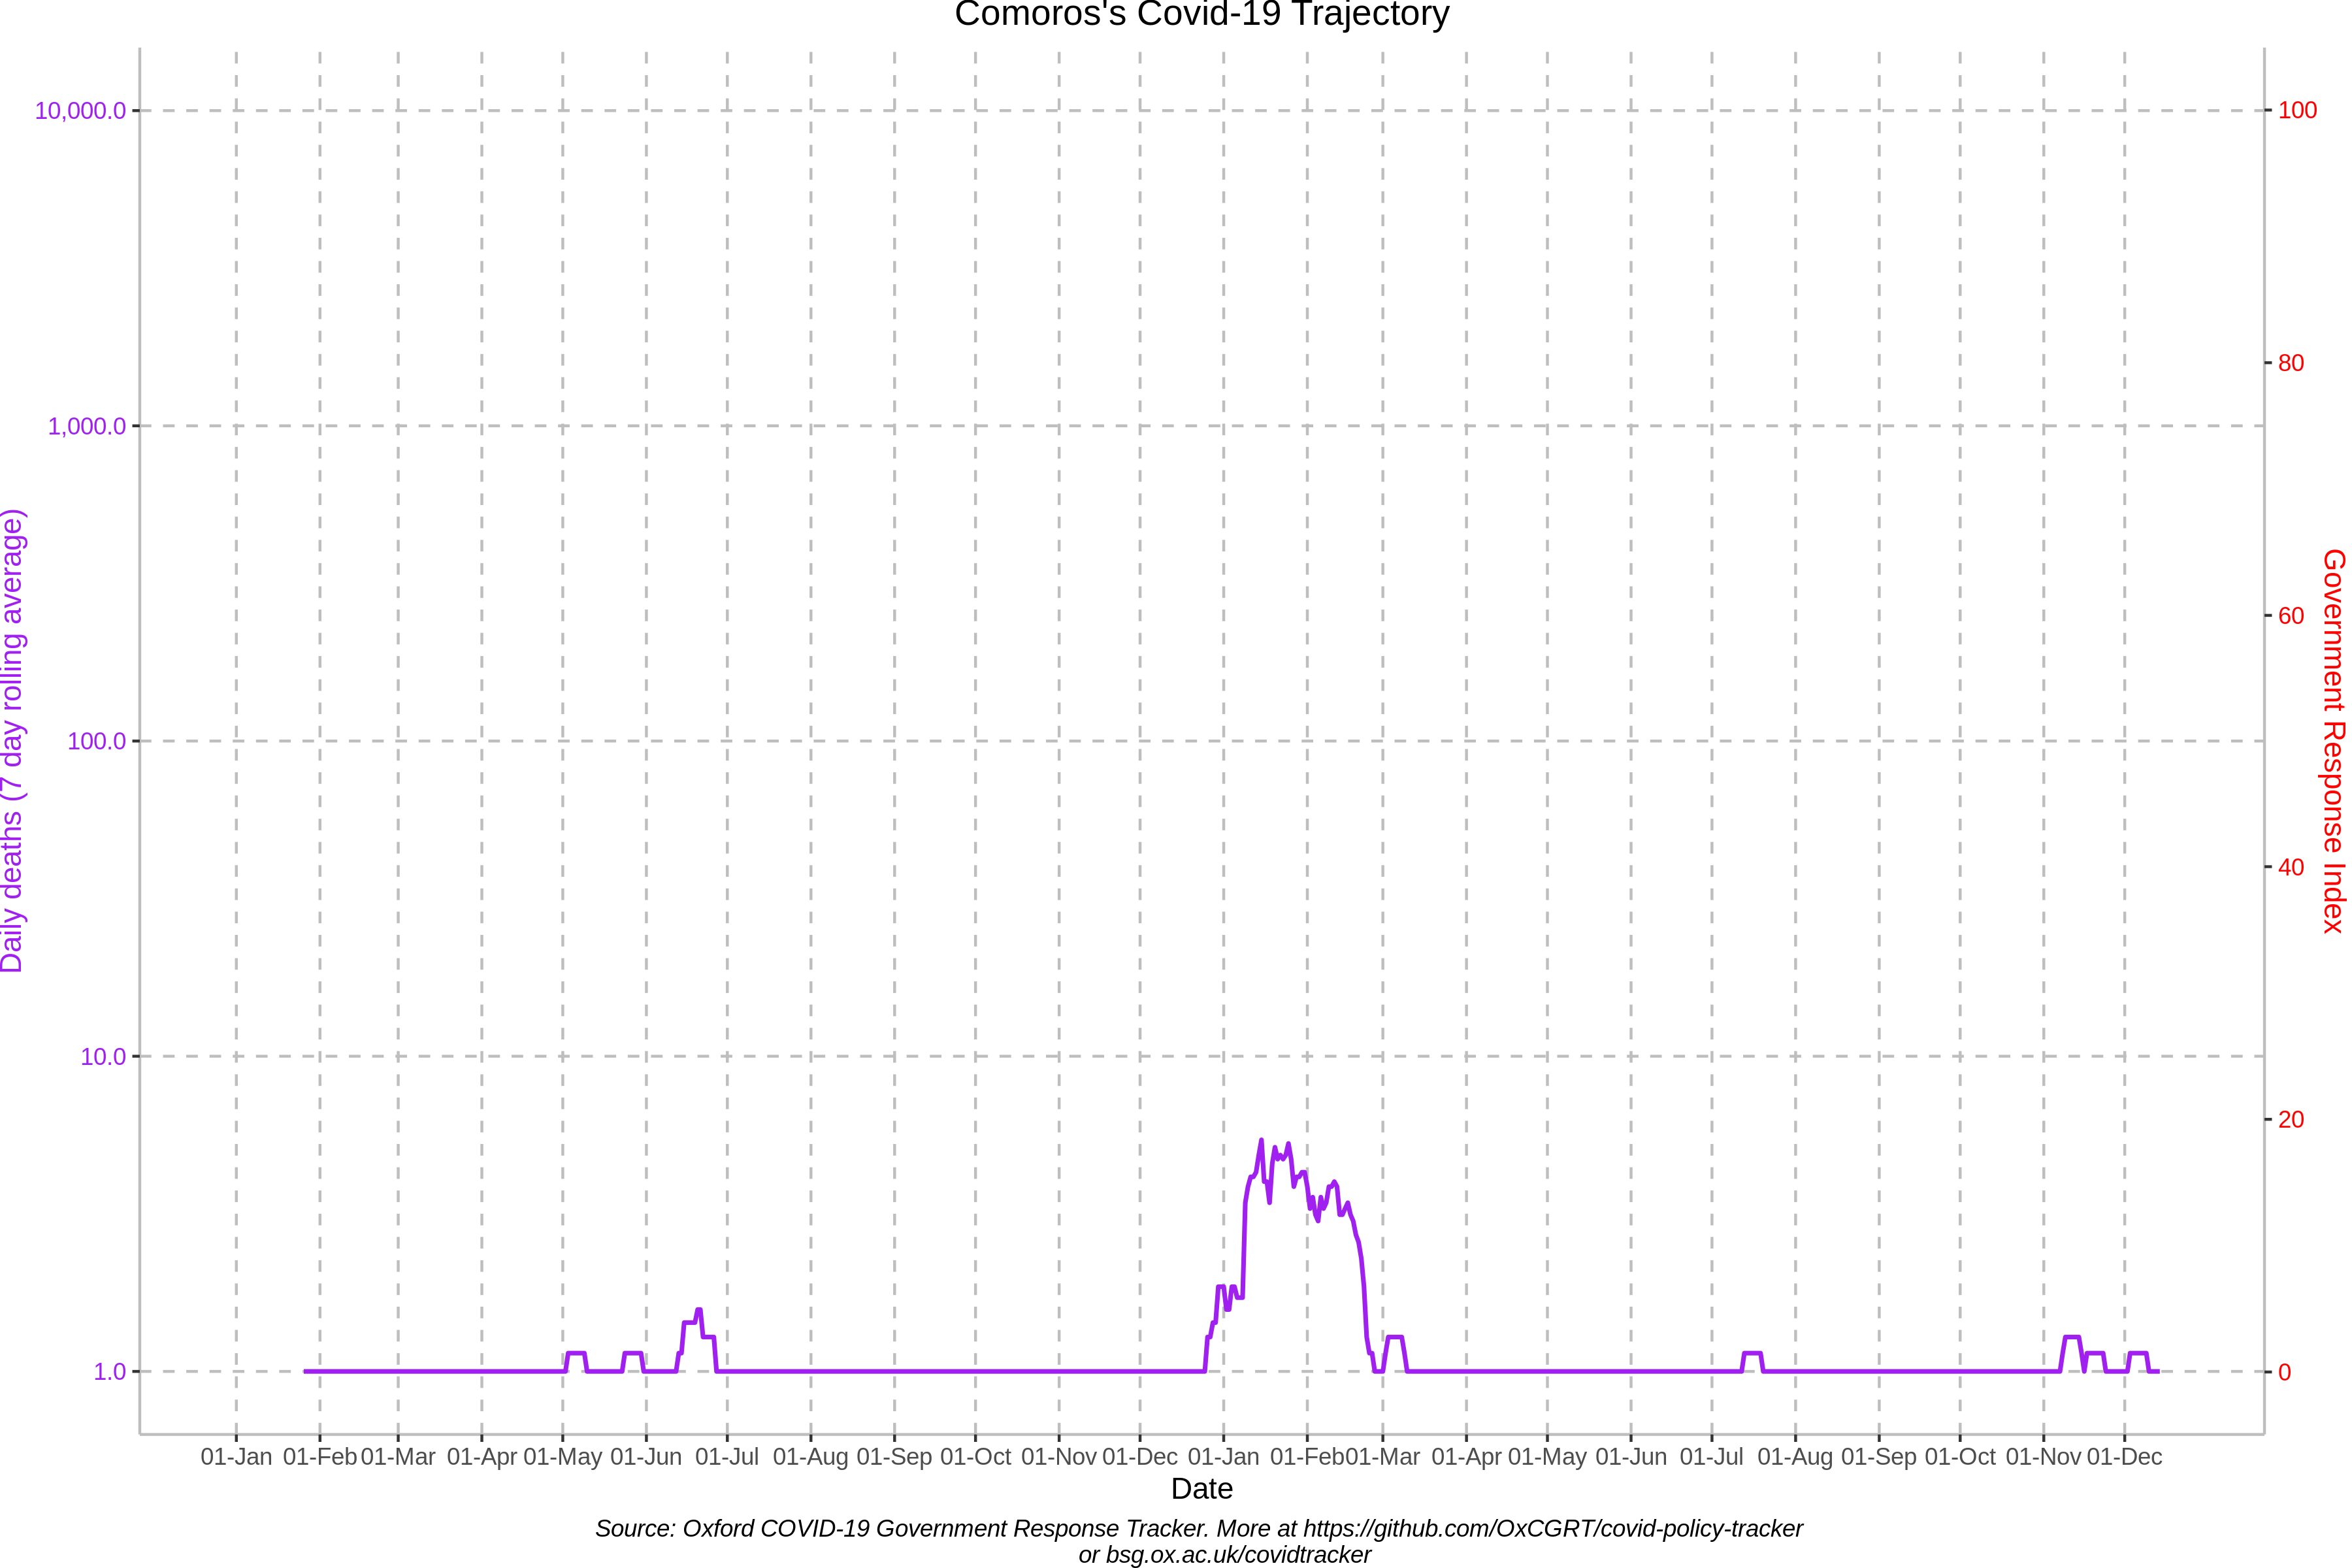 Comoros's Covid-19 Trajectory
10,000.0
1,000.0
100.0
10.0
1.0
Daily deaths (7 day rolling average)
100
80
60
40
20
0
Government Response Index
01-Jan 01-Feb 01-Mar 01-Apr 01-May 01-Jun 01-Jul 01-Aug 01-Sep 01-Oct 01-Nov 01-Dec 01-Jan 01-Feb 01-Mar 01-Apr 01-May 01-Jun 01-Jul 01-Aug 01-Sep 01-Oct 01-Nov 01-Dec
Date
Source: Oxford COVID-19 Government Response Tracker. More at https://github.com/OxCGRT/covid-policy-tracker
or bsg.ox.ac.uk/covidtracker